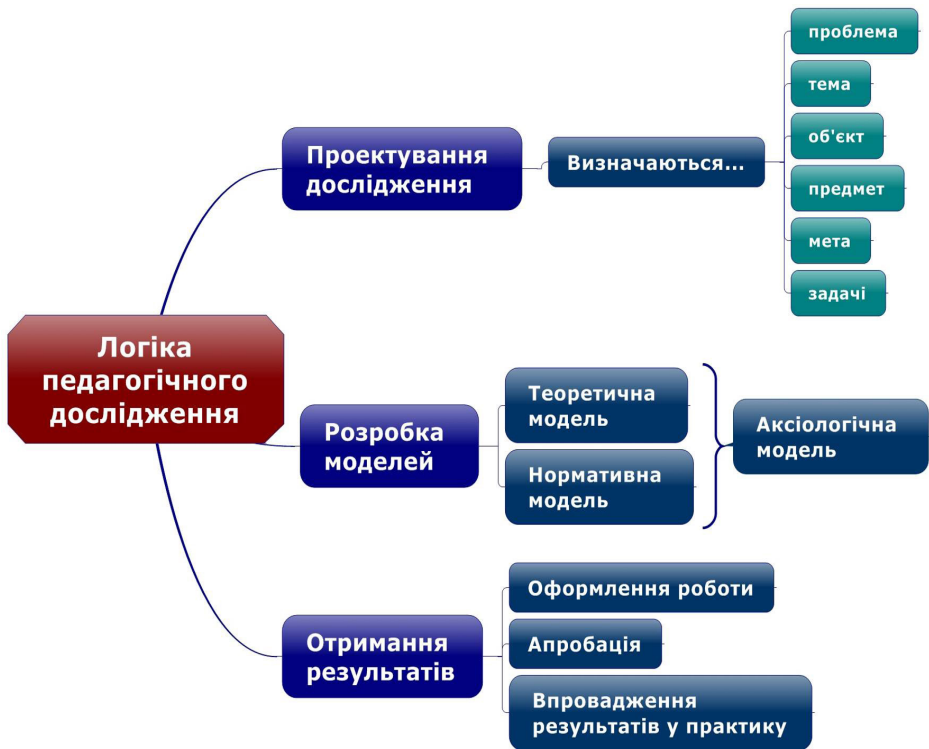 Логіка
педагогічного
дослідження
Проектування
дослідження
Визначаються...
проблема
тема
об'єкт
предмет
мета
задачі
Розробка
моделей
Теоретична
модель
Нормативна
модель
Аксіологічна
модель
Отримання
результатів
Оформлення роботи
Апробація
Впровадження
результатів у практику